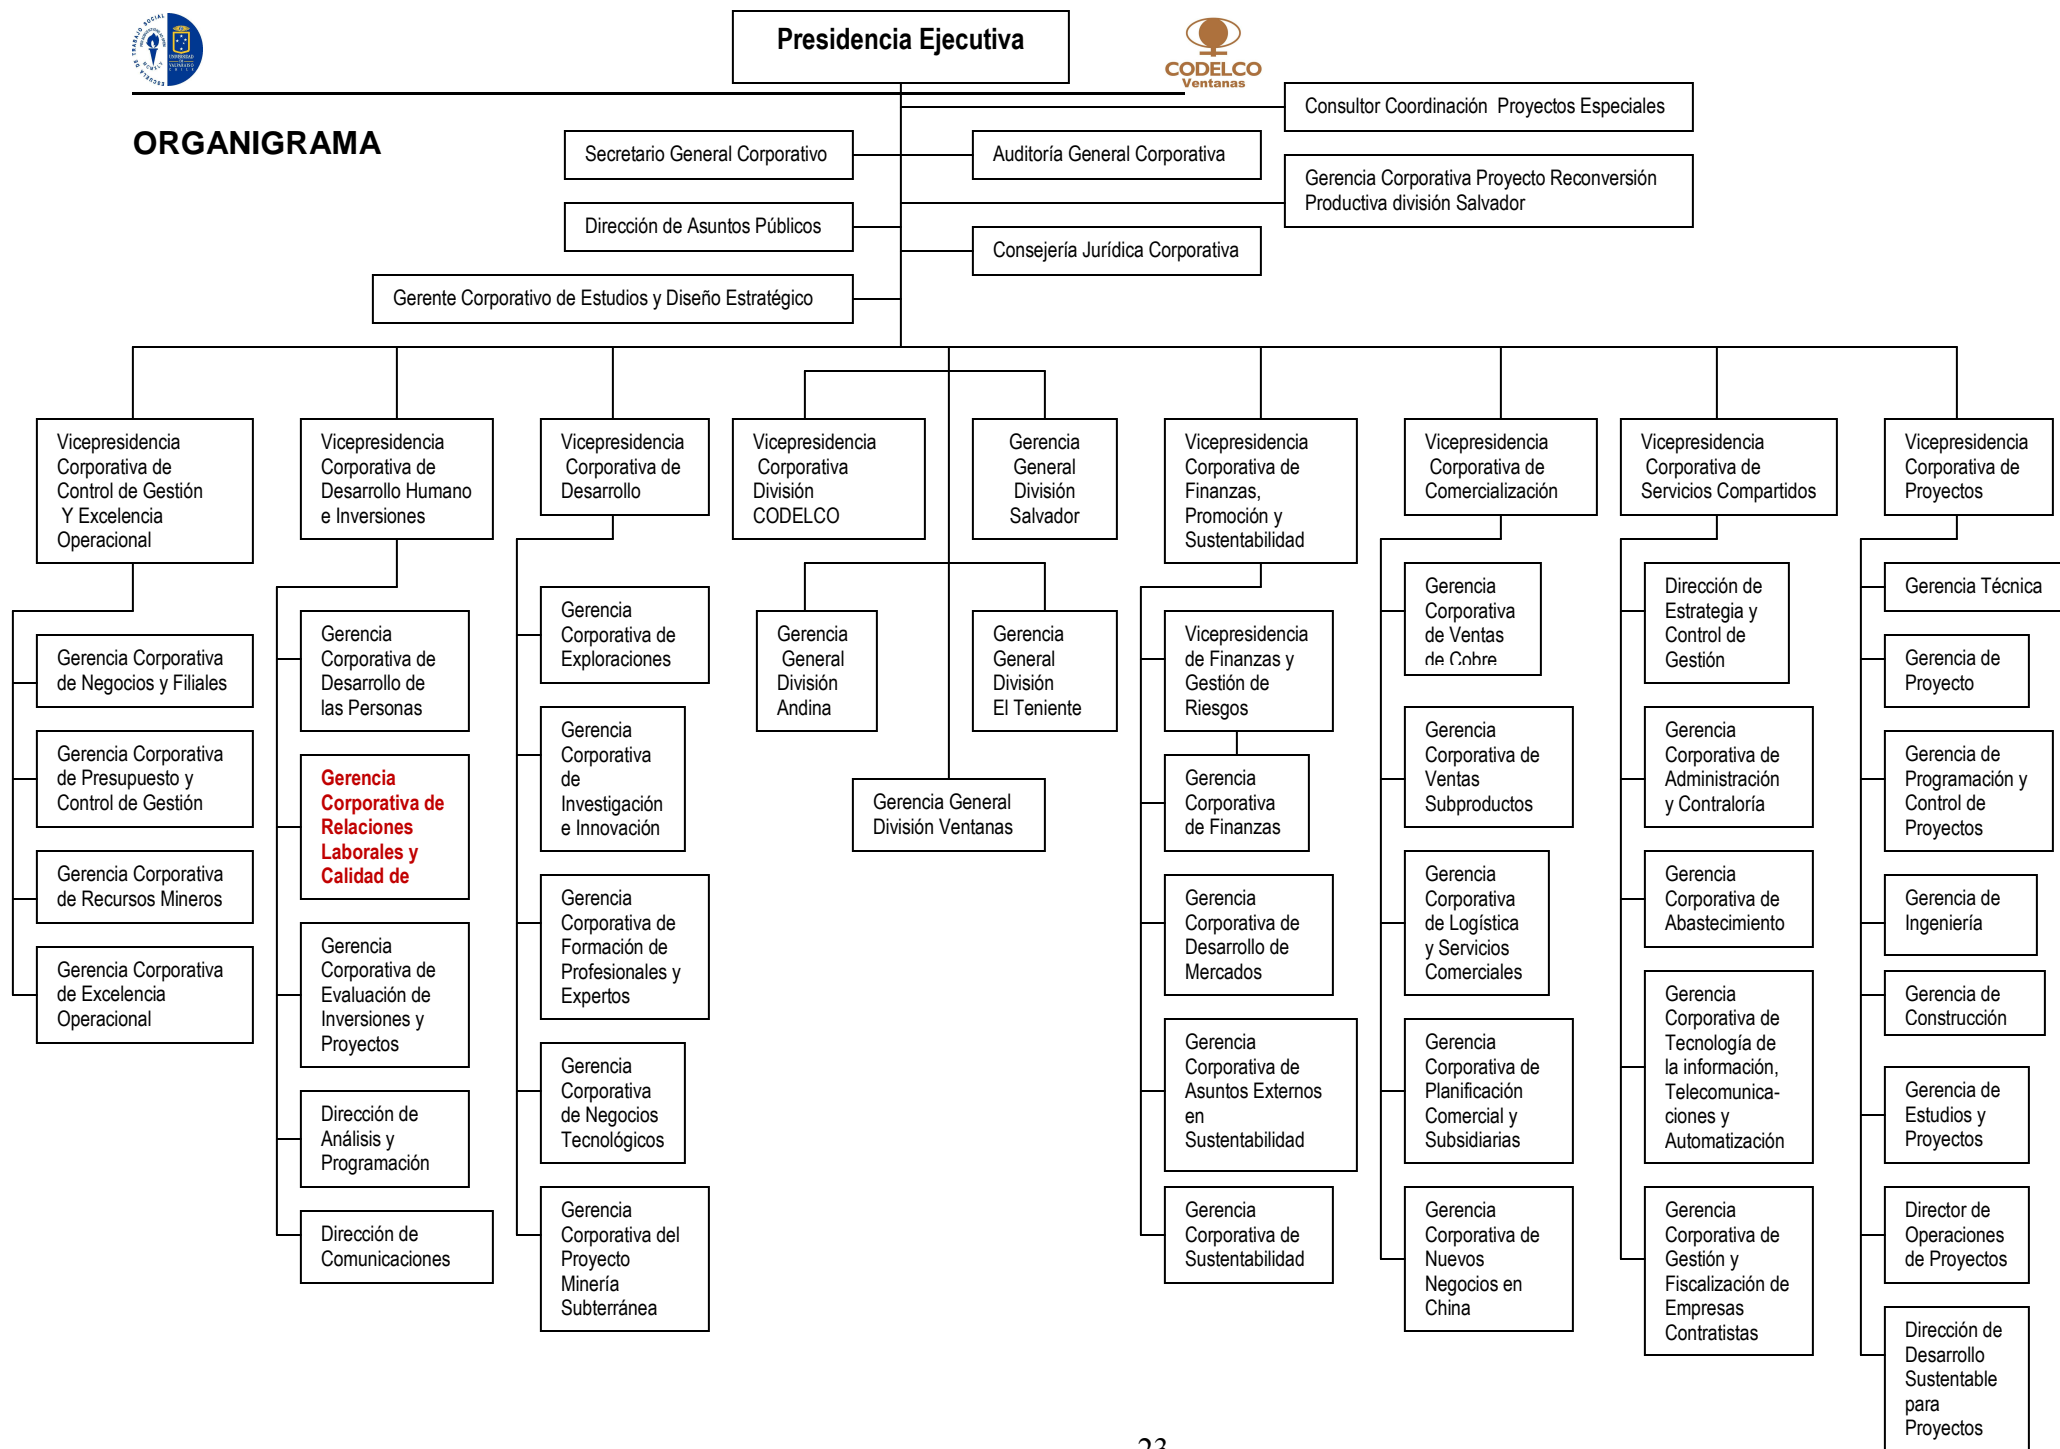 Presidencia Ejecutiva
ESCUELA DE TRABAJO SOCIAL
UNIVERSIDAD
DE
VALPARAISO
CHILE
CODELCO
Ventanas
ORGANIGRAMA
Consultor Coordinación  Proyectos Especiales
Secretario General Corporativo
Auditoría General Corporativa
Gerencia Corporativa Proyecto Reconversión
Productiva división Salvador
Dirección de Asuntos Públicos
Consejería Jurídica Corporativa
Gerente Corporativo de Estudios y Diseño Estratégico
Vicepresidencia
Corporativa de
Control de Gestión
Y Excelencia
Operacional
Gerencia Corporativa
de Negocios y Filiales
Gerencia Corporativa
de Presupuesto y
Control de Gestión
Gerencia Corporativa
de Recursos Mineros
Gerencia Corporativa
de Excelencia
Operacional
Vicepresidencia
Corporativa de
Desarrollo Humano
e Inversiones
Gerencia
Corporativa de
Desarrollo de
las Personas
Gerencia
Corporativa de
Relaciones
Laborales y
Calidad de
Gerencia
Corporativa de
Evaluación de
Inversiones y
Proyectos
Dirección de
Análisis y
Programación
Dirección de
Comunicaciones
Vicepresidencia
Corporativa de
Desarrollo
Gerencia
Corporativa de
Exploraciones
Gerencia
Corporativa
de
Investigación
e Innovación
Gerencia
Corporativa de
Formación de
Profesionales y
Expertos
Gerencia
Corporativa
de Negocios
Tecnológicos
Gerencia
Corporativa del
Proyecto
Minería
Subterránea
Vicepresidencia
Corporativa
División
CODELCO
Gerencia
General
División
Salvador
Gerencia
General
División
Andina
Gerencia
General
División
El Teniente
Gerencia General
División Ventanas
Vicepresidencia
Corporativa de
Finanzas,
Promoción y
Sustentabilidad
Vicepresidencia
de Finanzas y
Gestión de
Riesgos
Gerencia
Corporativa
de Finanzas
Gerencia
Corporativa de
Desarrollo de
Mercados
Gerencia
Corporativa de
Asuntos Externos
en
Sustentabilidad
Gerencia
Corporativa de
Sustentabilidad
Vicepresidencia
Corporativa de
Comercialización
Gerencia
Corporativa
de Ventas
de Cobre
Gerencia
Corporativa de
Ventas
Subproductos
Gerencia
Corporativa
de Logística
y Servicios
Comerciales
Gerencia
Corporativa de
Planificación
Comercial y
Subsidiarias
Gerencia
Corporativa de
Nuevos
Negocios en
China
Vicepresidencia
Corporativa de
Servicios Compartidos
Dirección de
Estrategia y
Control de
Gestión
Gerencia
Corporativa de
Administración
y Contraloría
Gerencia
Corporativa de
Abastecimiento
Gerencia
Corporativa de
Tecnología de
la información,
Telecomunica-
ciones y
Automatización
Gerencia
Corporativa de
Gestión y
Fiscalización de
Empresas
Contratistas
Vicepresidencia
Corporativa de
Proyectos
Gerencia Técnica
Gerencia de
Proyecto
Gerencia de
Programación y
Control de
Proyectos
Gerencia de
Ingeniería
Gerencia de
Construcción
Gerencia de
Estudios y
Proyectos
Director de
Operaciones
de Proyectos
Dirección de
Desarrollo
Sustentable
para
Proyectos
23